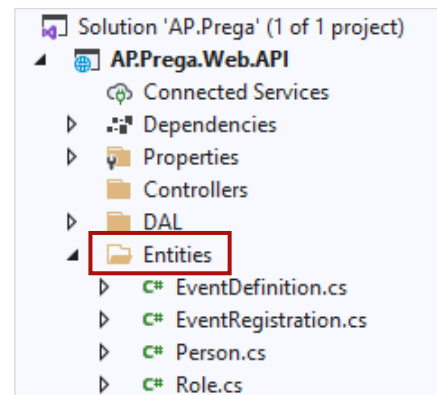 Solution 'AP.Prega' (1 of 1 project)
AP.Prega.Web.API
Connected Services
Dependencies
Properties
Controllers
DAL
Entities
C# EventDefinition.cs
C# EventRegistration.cs
C# Person.cs
C# Role.cs